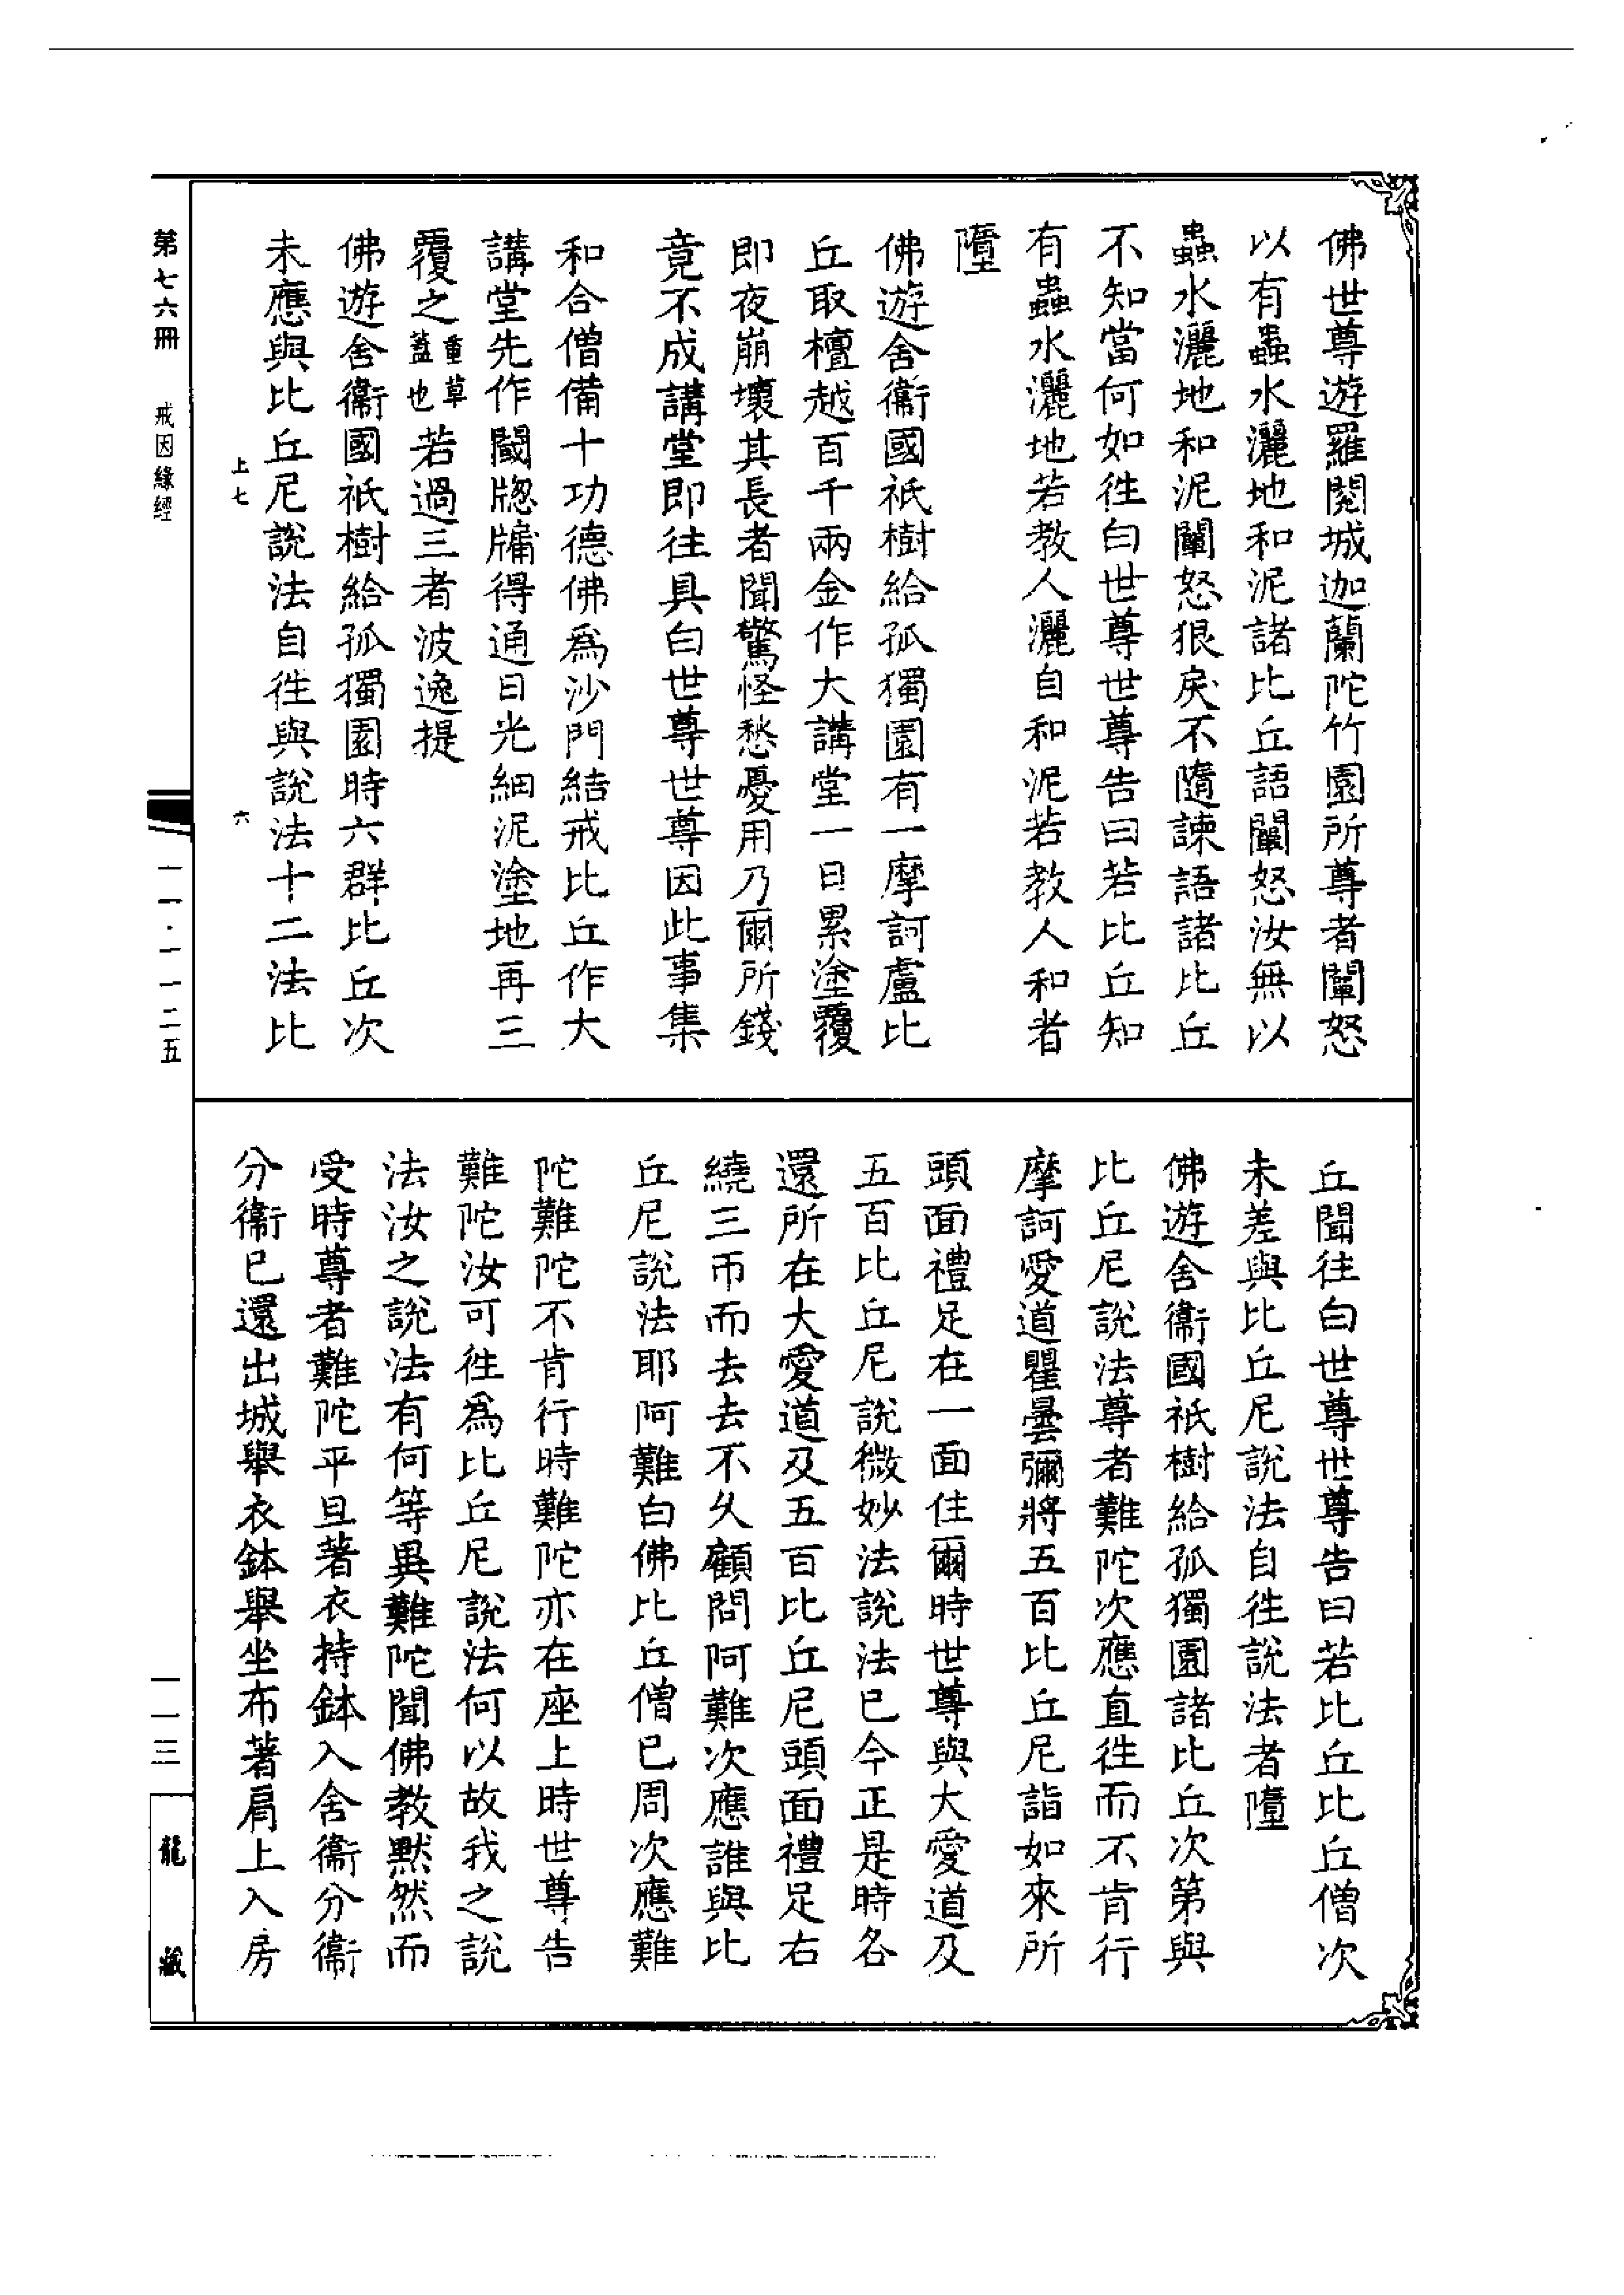 佛世尊遊羅閱城迦蘭陀竹園所尊者闡怒
以有蟲水灑地和泥諸比丘語闡怒汝無以
蟲水灑地和泥闡怒狠戾不隨諫語諸比丘
不知當何如往白世尊世尊告曰若比丘知
有蟲水灑地若教人灑自和泥若教人和者
墮
佛遊舍衞國祇樹給孤獨園有一摩訶盧比
丘取檀越百千兩金作大講堂一日累塗覆
即夜崩壞其長者聞驚怪愁憂用乃爾所錢
竟不成講堂即往具白世尊世尊因此事集
和合僧備十功德佛為沙門結戒比丘作大
講堂先作閾牎牗得通日光細泥塗地再三
覆之重草蓋也若過三者波逸提
佛遊舍衞國祇樹給孤獨園時六群比丘次
未應與比丘尼說法自往與說法十二法比
上七 六
丘聞往白世尊世尊告曰若比丘比丘僧次
未差與比丘尼說法自往說法者墮
佛遊舍衞國祇樹給孤獨園諸比丘次第與
比丘尼說法尊者難陀次應直往而不肯行
摩訶愛道瞿曇彌將五百比丘尼詣如來所
頭面禮足在一面住爾時世尊與大愛道及
五百比丘尼說微妙法說法已今正是時各
還所在大愛道及五百比丘尼頭面禮足右
繞三帀而去去不久顧問阿難次應誰與比
丘尼說法耶阿難白佛比丘僧已周次應難
陀難陀不肯行時難陀亦在座上時世尊告
難陀汝可往為比丘尼說法何以故我之說
法汝之說法有何等異難陀聞佛教默然而
受時尊者難陀平旦著衣持鉢入舍衞分衞
分衞已還出城舉衣鉢舉坐布著肩上入房
第七六冊 戒因緣經 一一·一一二五 一一三 龍藏